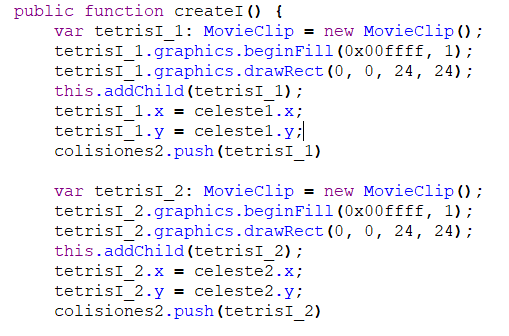 public function createI() {
var tetrisI_1: MovieClip = new MovieClip();
tetrisI_1.graphics.beginFill(0x00ffff, 1);
tetrisI_1.graphics.drawRect(0, 0, 24, 24);
this.addChild(tetrisI_1);
tetrisI_1.x = celeste1.x;
tetrisI_1.y = celeste1.y;
colisiones2.push(tetrisI_1)
var tetrisI_2: MovieClip = new MovieClip();
tetrisI_2.graphics.beginFill(0x00ffff, 1);
tetrisI_2.graphics.drawRect(0, 0, 24, 24);
this.addChild(tetrisI_2);
tetrisI_2.x = celeste2.x;
tetrisI_2.y = celeste2.y;
colisiones2.push(tetrisI_2)